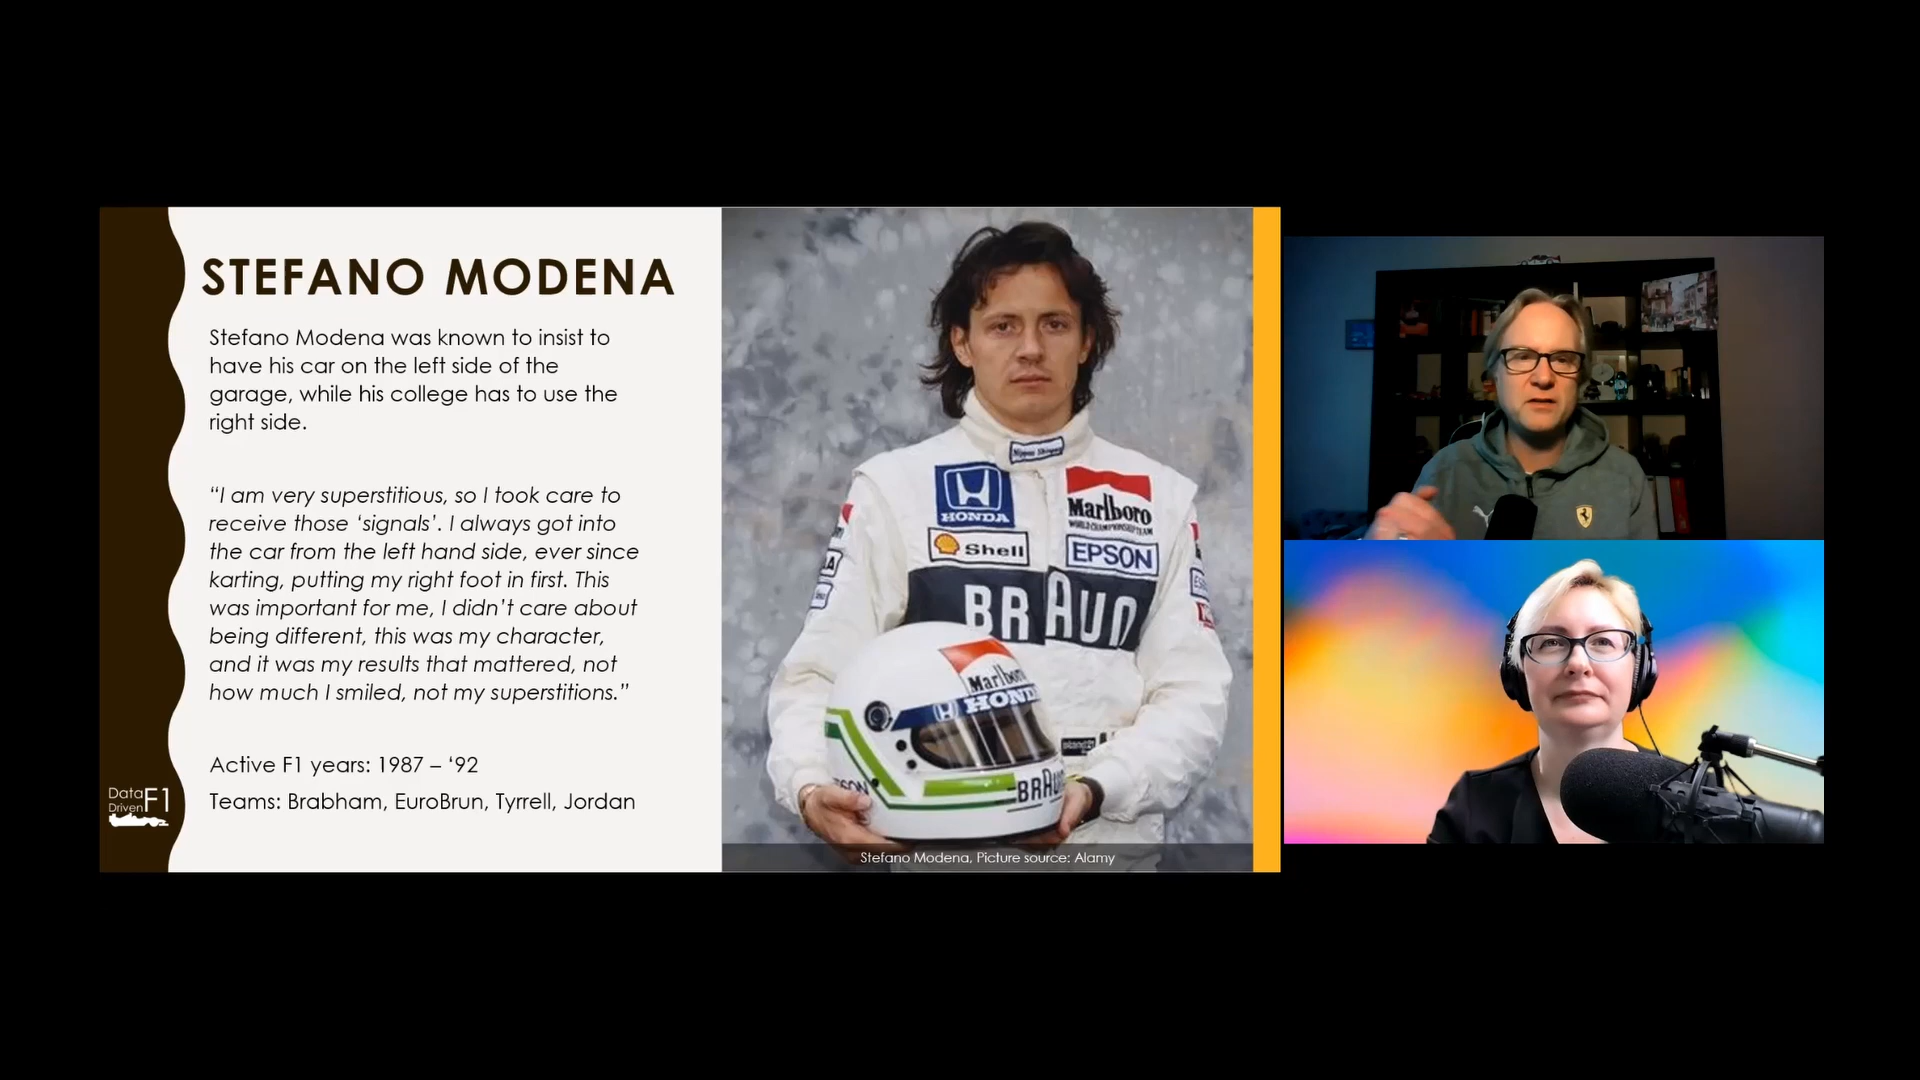 STEFANO MODENA
Stefano Modena was known to insist to
have his car on the left side of the
garage, while his college has to use the
right side.
“I am very superstitious, so I took care to
receive those ‘signals’. I always got into
the car from the left hand side, ever since
karting, putting my right foot in first. This
was important for me, I didn’t care about
being different, this was my character,
and it was my results that mattered, not
how much I smiled, not my superstitions.”
Active F1 years: 1987 – ‘92
Teams: Brabham, EuroBrun, Tyrrell, Jordan
Data
Driven
F1
HONDA
Marlboro
WORLD CHAMPIONSHIP TEAM
Shell
EPSON
BRAUN
Marlboro
HONDA
BRAUN
Stefano Modena, Picture source: Alamy